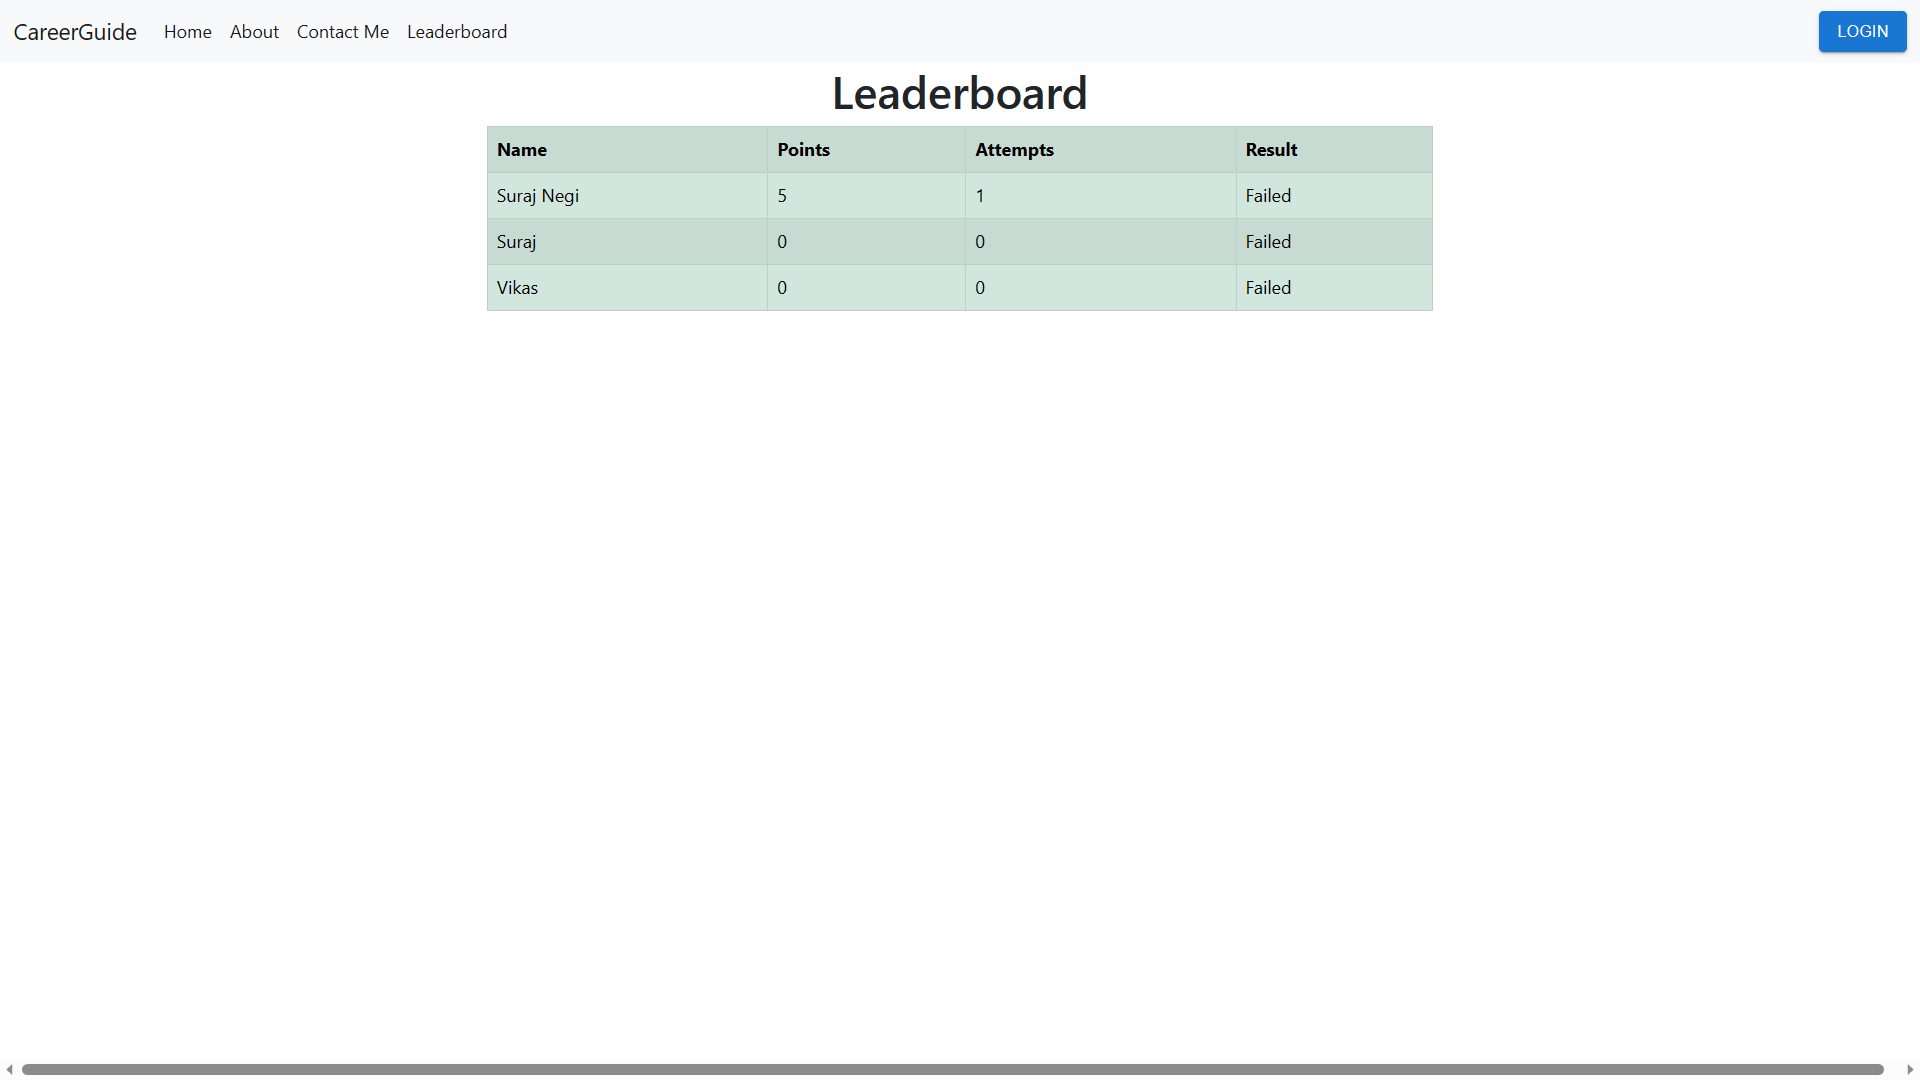 CareerGuide Home About Contact Me Leaderboard LOGIN
Leaderboard
Name Points Attempts Result
Suraj Negi 5 1 Failed
Suraj 0 0 Failed
Vikas 0 0 Failed